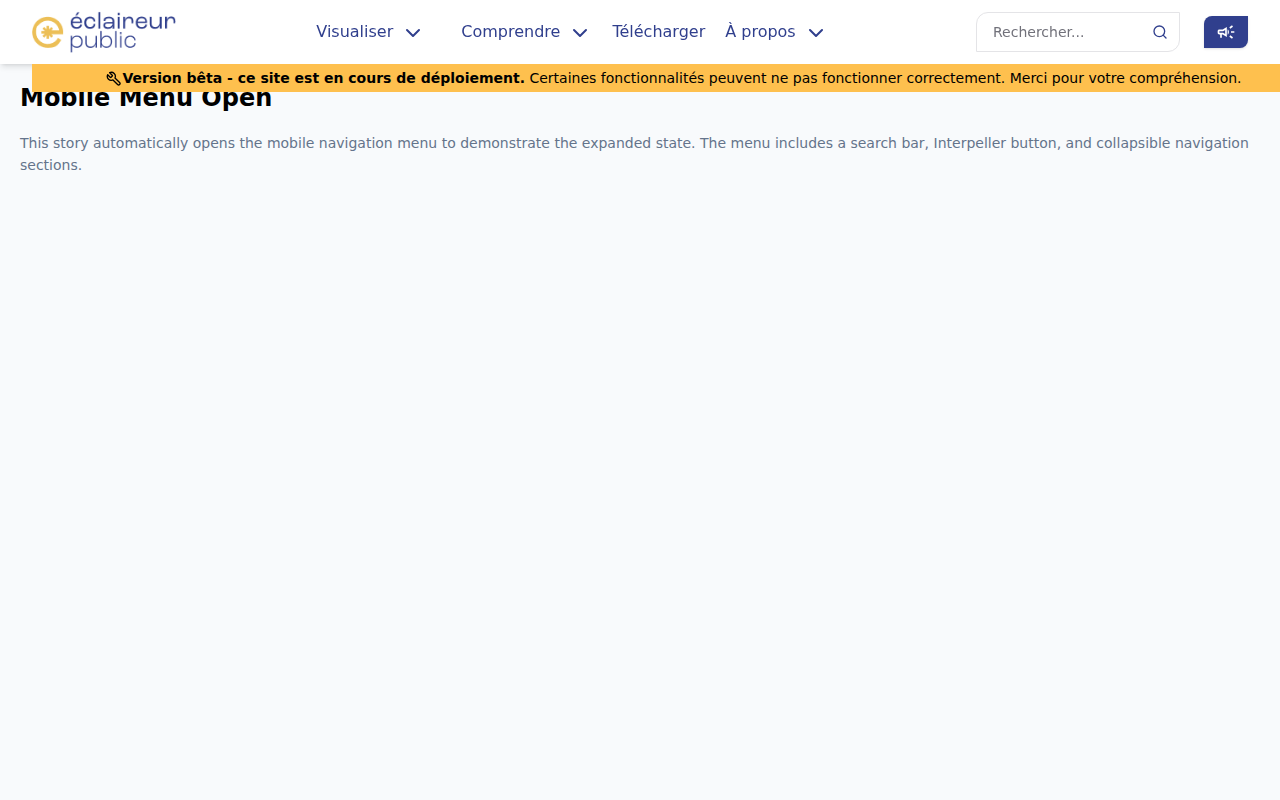 éclaireur
public
Visualiser Comprendre Télécharger À propos Rechercher...
Version bêta - ce site est en cours de déploiement. Certaines fonctionnalités peuvent ne pas fonctionner correctement. Merci pour votre compréhension.
Mobile Menu Open
This story automatically opens the mobile navigation menu to demonstrate the expanded state. The menu includes a search bar, Interpeller button, and collapsible navigation
sections.